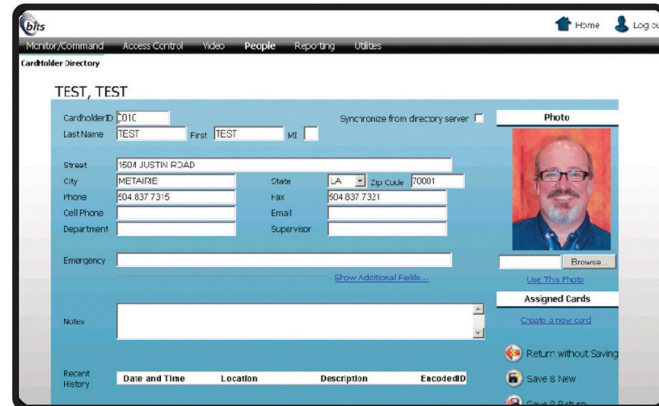 bits
Home Log ou
Monitor/Command Access Control Video People Reporting Utilities
CardHolder Directory
TEST, TEST
CardholderID 001C Synchronize from directory server Photo
Last Name TEST First TEST MI
Street 1504 JUSTIN ROAD
City METAIRIE State LA Zip Code 70001
Phone 504.837.7315 Fax 504.837.7321
Cell Phone Email
Department Supervisor
Emergency Browse...
Show Additional Fields... Use This Photo
Assigned Cards
Notes Create a new card
Return without Saving
Recent History Date and Time Location Description EncodedID Save & New
Save & Return